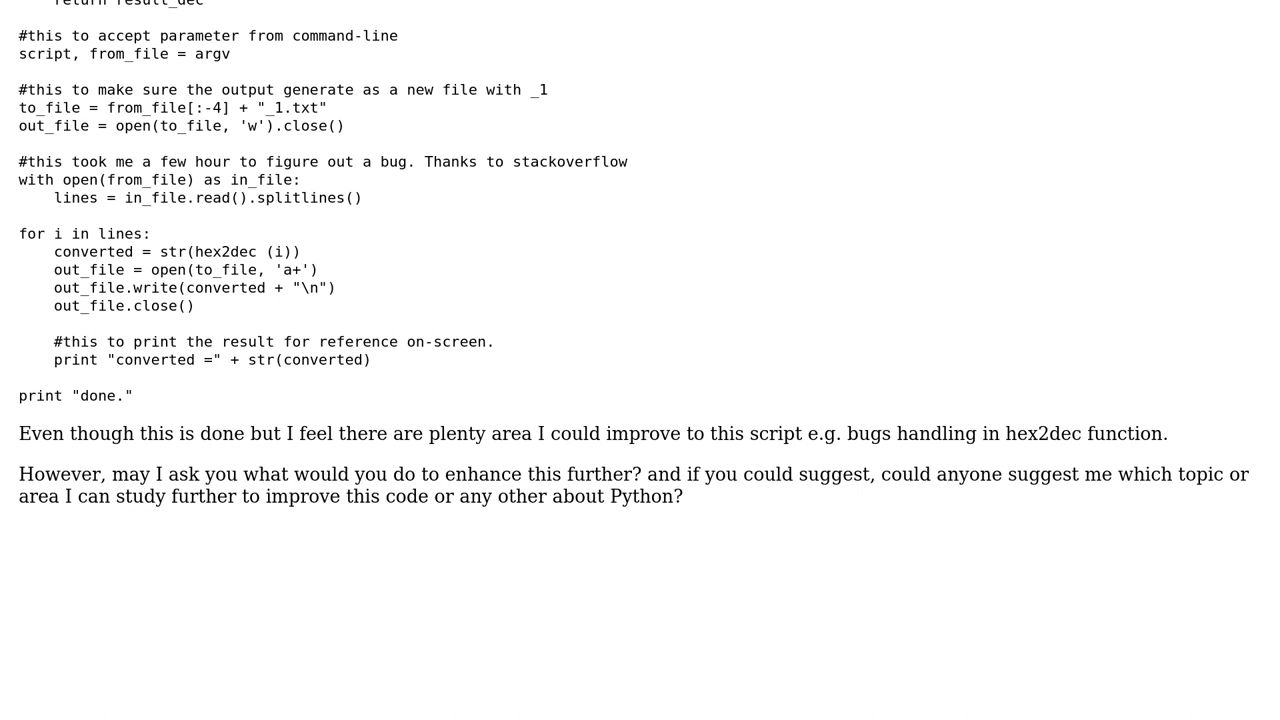 return result_dec
#this to accept parameter from command-line
script, from_file = argv
#this to make sure the output generate as a new file with _1
to_file = from_file[:-4] + "_1.txt"
out_file = open(to_file, 'w').close()
#this took me a few hour to figure out a bug. Thanks to stackoverflow
with open(from_file) as in_file:
    lines = in_file.read().splitlines()
for i in lines:
    converted = str(hex2dec (i))
    out_file = open(to_file, 'a+')
    out_file.write(converted + "\n")
    out_file.close()
    #this to print the result for reference on-screen.
    print "converted =" + str(converted)
print "done."
Even though this is done but I feel there are plenty area I could improve to this script e.g. bugs handling in hex2dec function.
However, may I ask you what would you do to enhance this further? and if you could suggest, could anyone suggest me which topic or
area I can study further to improve this code or any other about Python?